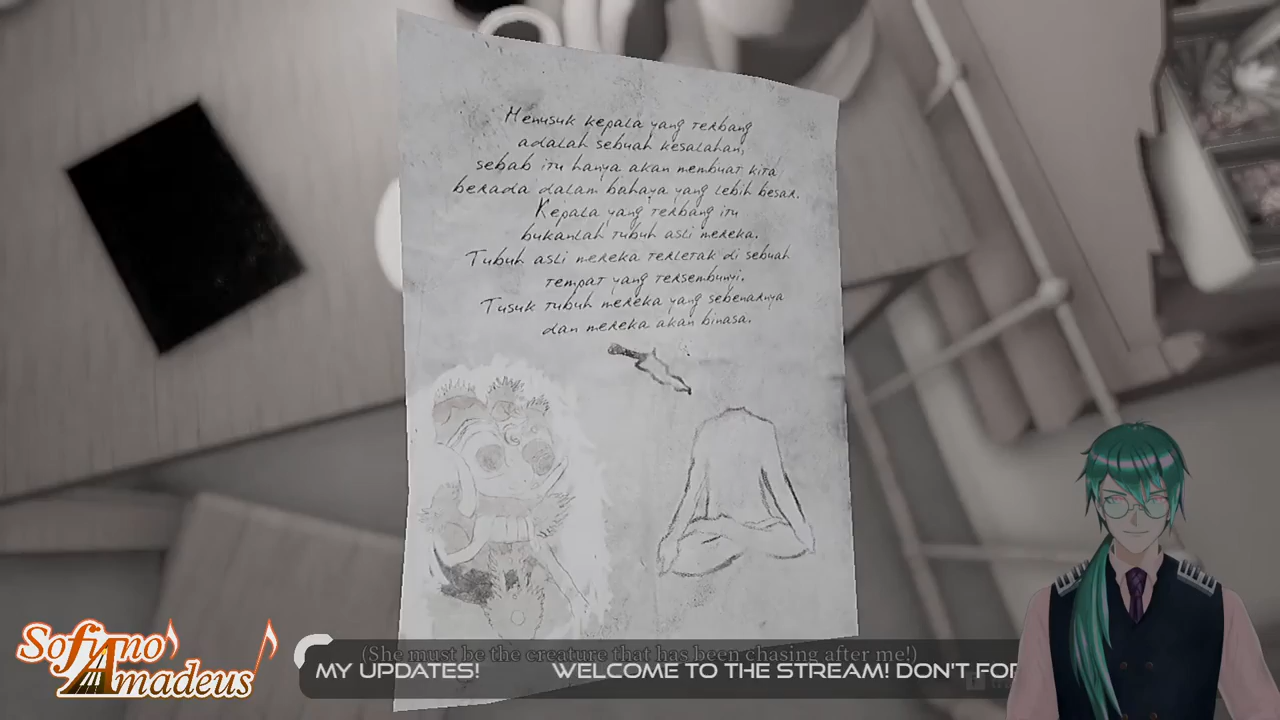 Menusuk kepala yang terbang
adalah sebuah kesalahan,
sebab itu hanya akan membuat kita
berada dalam bahaya yang lebih besar.
Kepala yang terbang itu
bukanlah tubuh asli mereka.
Tubuh asli mereka terletak di sebuah
tempat yang tersembunyi.
Tusuk tubuh mereka yang sebenarnya
dan mereka akan binasa.
(She must be the creature that has been chasing after me!)
MY UPDATES! WELCOME TO THE STREAM! DON'T FOR
Sofiano
Amadeus